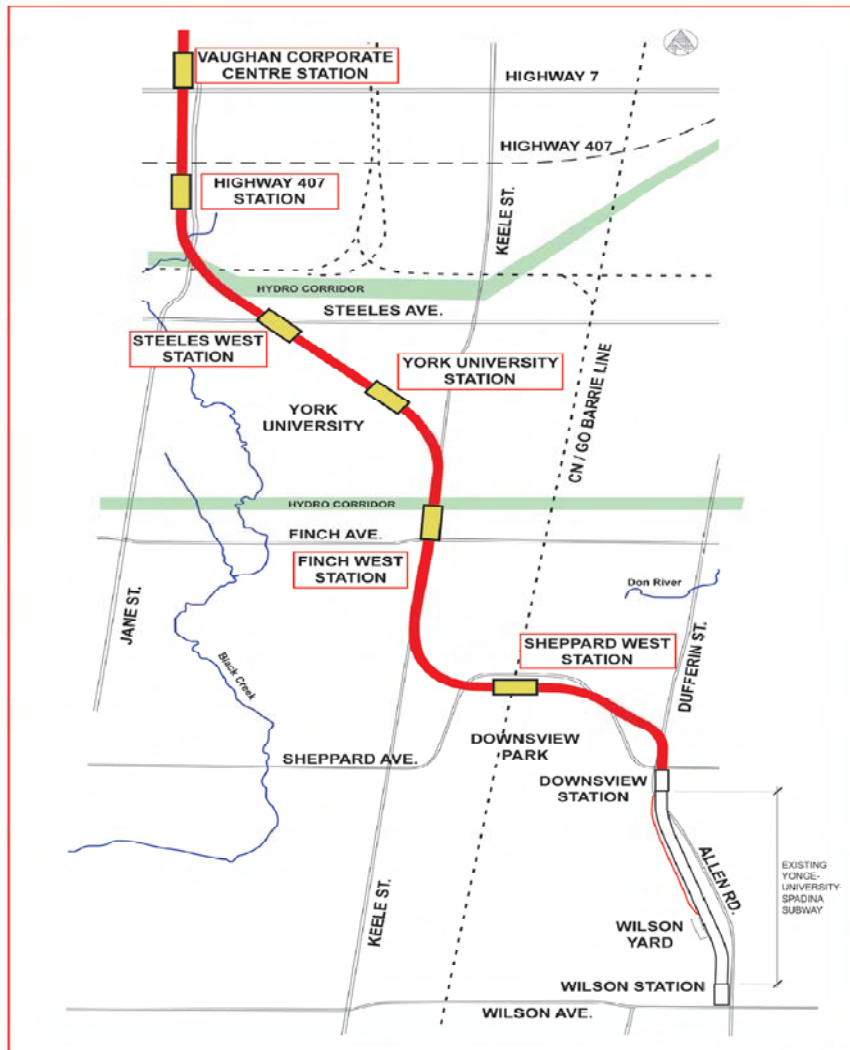 VAUGHAN CORPORATE
CENTRE STATION
HIGHWAY 7
HIGHWAY 407
HIGHWAY 407
STATION
KEELE ST.
HYDRO CORRIDOR
STEELES AVE.
STEELES WEST
STATION
YORK UNIVERSITY
STATION
YORK
UNIVERSITY
CN / GO BARRIE LINE
HYDRO CORRIDOR
FINCH AVE.
FINCH WEST
STATION
JANE ST.
Don River
DUFFERIN ST.
SHEPPARD WEST
STATION
Black Creek
DOWNSVIEW
PARK
SHEPPARD AVE.
DOWNSVIEW
STATION
ALLEN RD.
EXISTING
YONGE-
UNIVERSITY-
SPADINA
SUBWAY
KEELE ST.
WILSON
YARD
WILSON STATION
WILSON AVE.